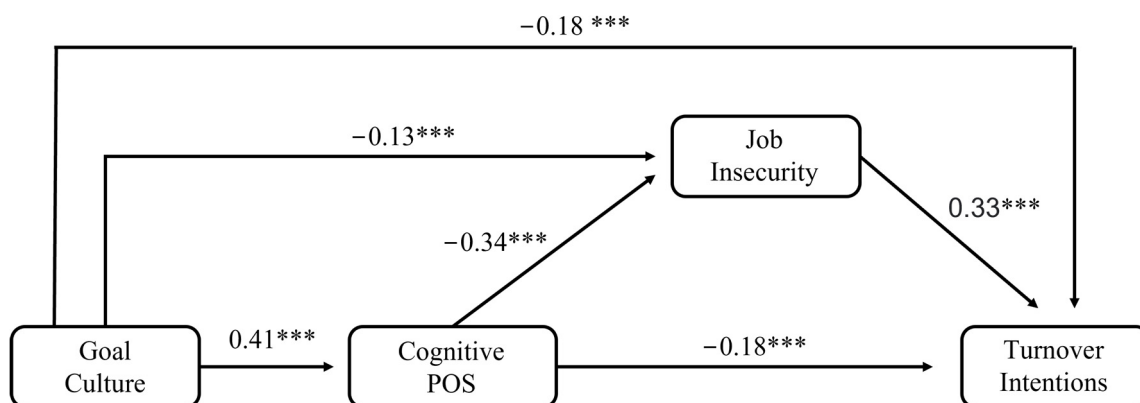 −0.18 ***
−0.13***
Job
Insecurity
0.33***
−0.34***
Goal
Culture
0.41***
Cognitive
POS
−0.18***
Turnover
Intentions